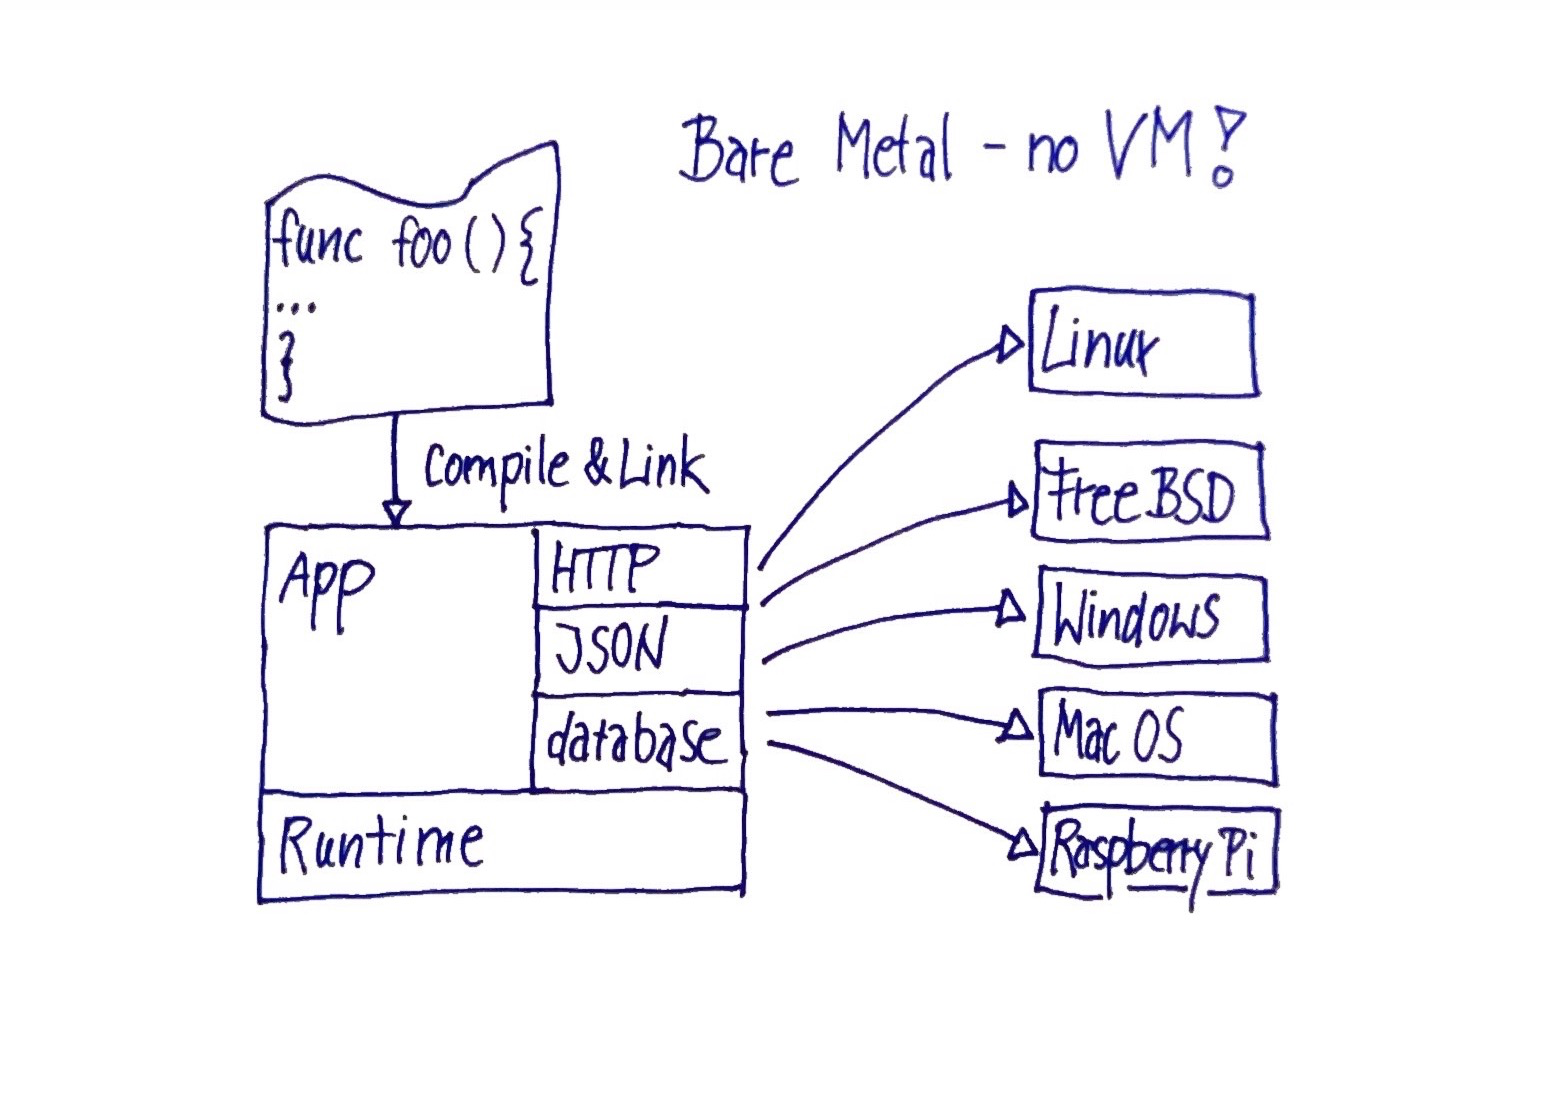 Bare Metal - no VM!
func foo(){
...
}
Compile & Link
App
HTTP
JSON
database
Runtime
Linux
FreeBSD
Windows
Mac OS
Raspberry Pi